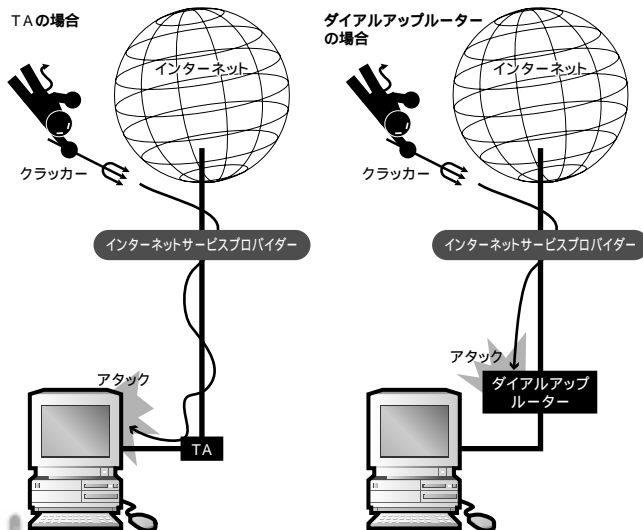 TAの場合
インターネット
クラッカー
インターネットサービスプロバイダー
アタック
TA
ダイアルアップルーター
の場合
インターネット
クラッカー
インターネットサービスプロバイダー
アタック
ダイアルアップ
ルーター